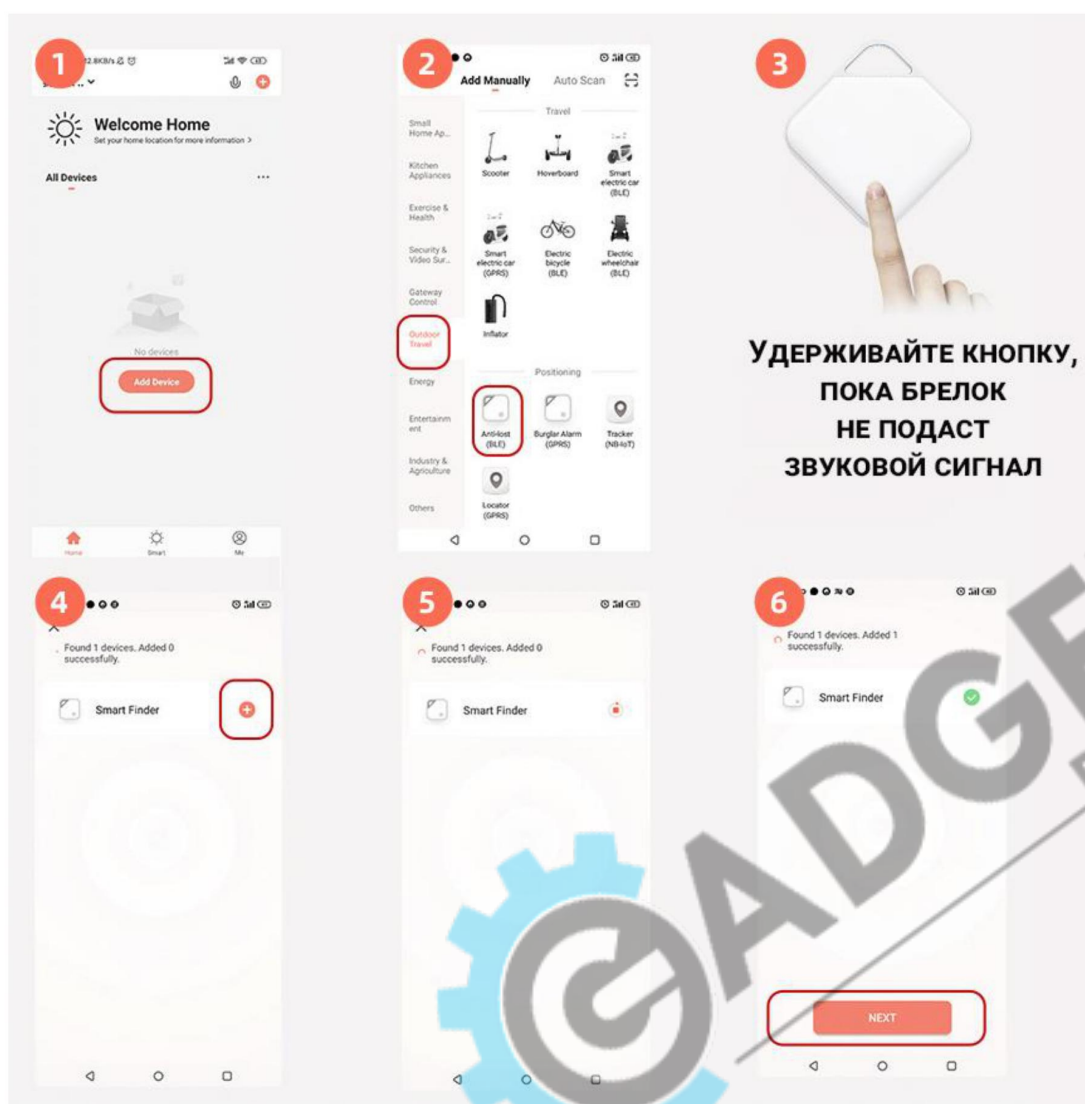 1
2.8KB/s
Welcome Home
Set your home location for more information >
All Devices
No devices
Add Device
Home
Smart
Me
2
Add Manually
Auto Scan
Travel
Small
Home Ap...
Kitchen
Appliances
Exercise &
Health
Security &
Video Sur...
Gateway
Control
Outdoor
Travel
Energy
Entertainm
ent
Industry &
Agriculture
Others
Scooter
Hoverboard
Smart
electric car
(BLE)
Smart
electric car
(GPRS)
Electric
bicycle
(BLE)
Electric
wheelchair
(BLE)
Inflator
Positioning
Anti-lost
(BLE)
Burglar Alarm
(GPRS)
Tracker
(NB-IoT)
Locator
(GPRS)
3
УДЕРЖИВАЙТЕ КНОПКУ,
ПОКА БРЕЛОК
НЕ ПОДАСТ
ЗВУКОВОЙ СИГНАЛ
4
Found 1 devices. Added 0
successfully.
Smart Finder
5
Found 1 devices. Added 0
successfully.
Smart Finder
6
Found 1 devices. Added 1
successfully.
Smart Finder
NEXT
GADGE